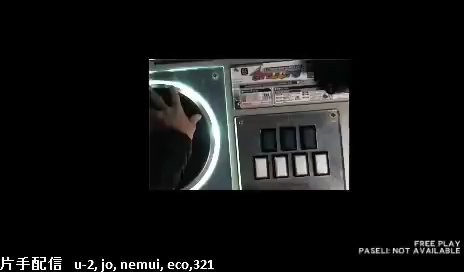 FREE PLAY
PASELI: NOT AVAILABLE
片手配信 u-2, jo, nemui, eco,321